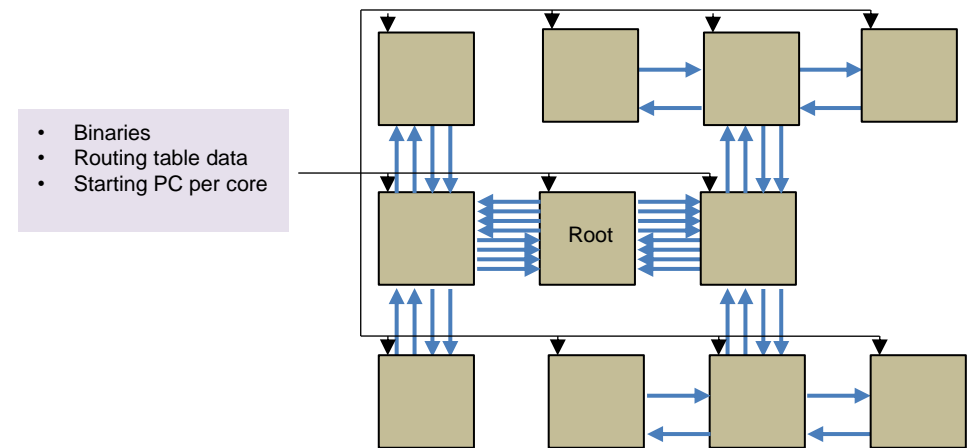 • Binaries
• Routing table data
• Starting PC per core
Root